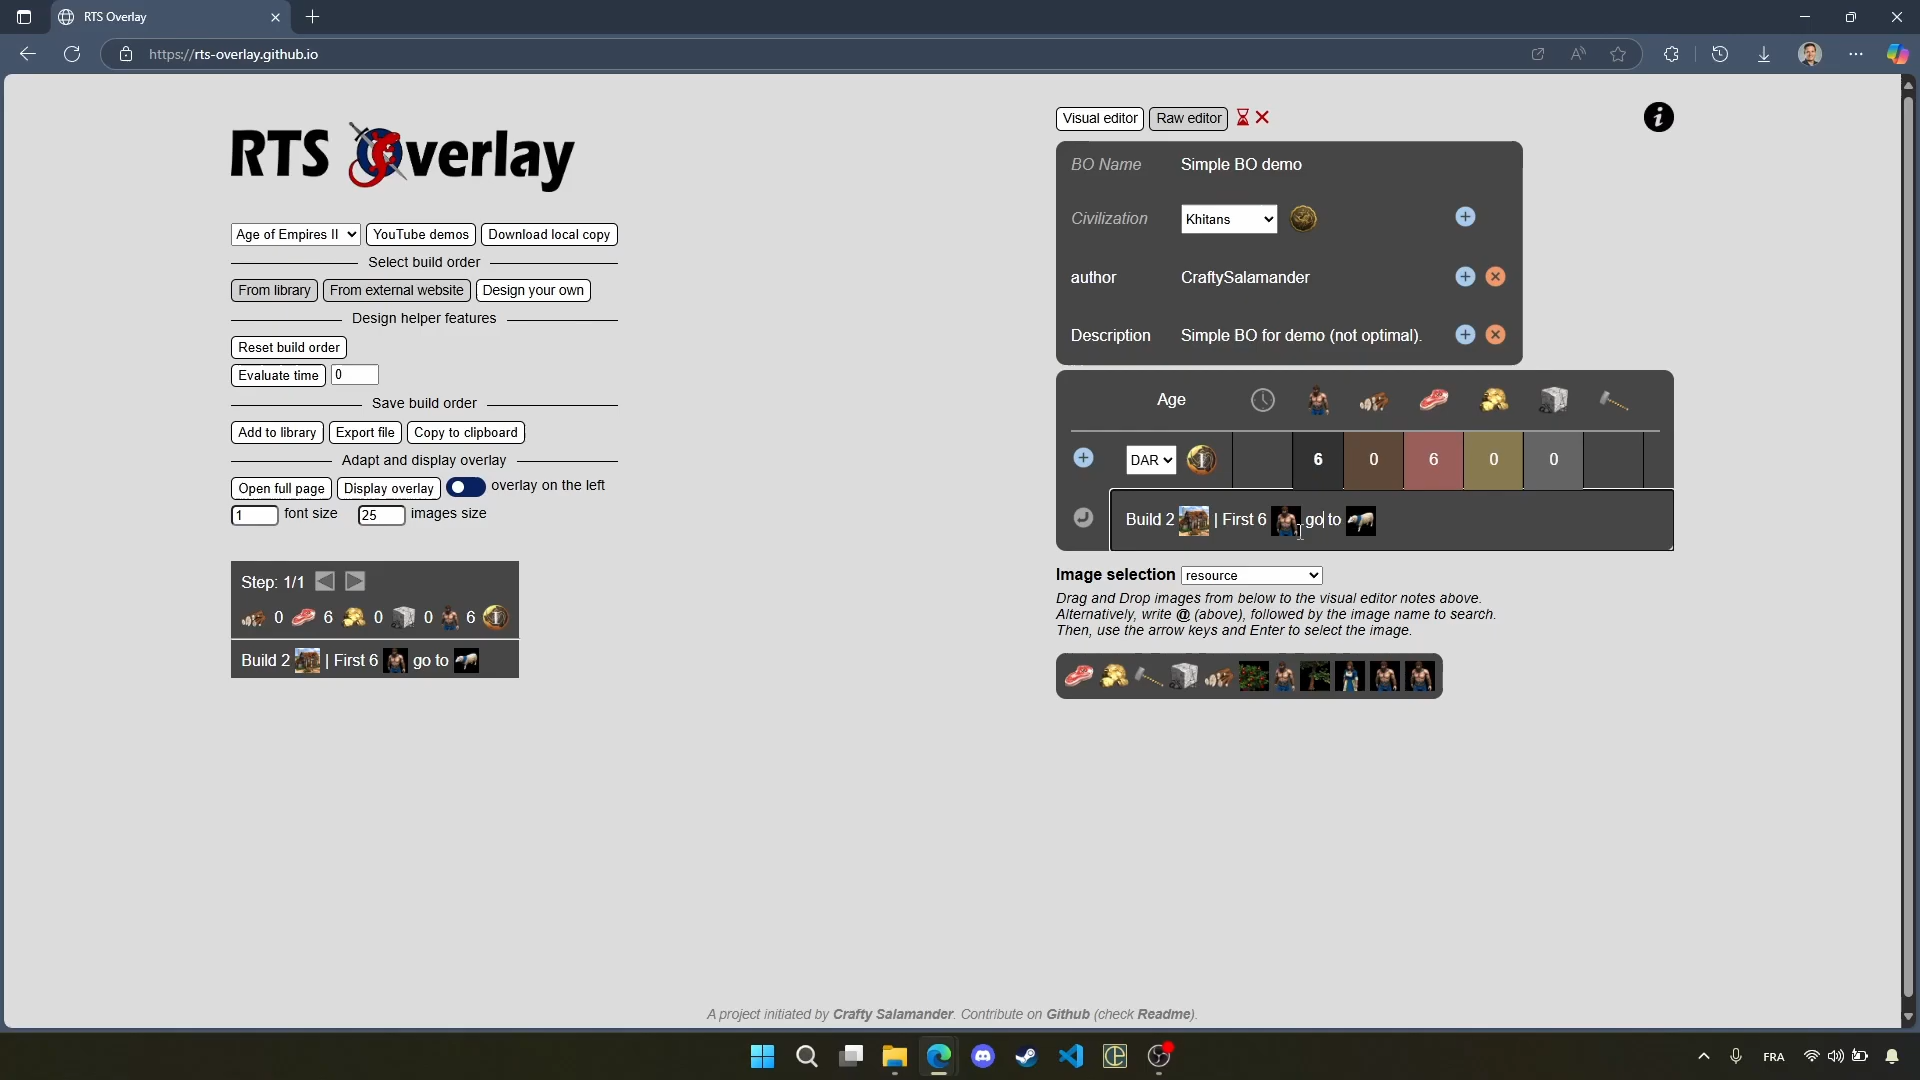 RTS Overlay
https://rts-overlay.github.io
RTS Overlay
Age of Empires II
YouTube demos
Download local copy
Select build order
From library
From external website
Design your own
Design helper features
Reset build order
Evaluate time
0
Save build order
Add to library
Export file
Copy to clipboard
Adapt and display overlay
Open full page
Display overlay
overlay on the left
1
font size
25
images size
Step: 1/1
0 6 0 0 6 I
Build 2 | First 6 go to
Visual editor
Raw editor
BO Name Simple BO demo
Civilization Khitans
author CraftySalamander
Description Simple BO for demo (not optimal).
Age
DAR I 6 0 6 0 0
Build 2 | First 6 go to
Image selection resource
Drag and Drop images from below to the visual editor notes above.
Alternatively, write @ (above), followed by the image name to search.
Then, use the arrow keys and Enter to select the image.
A project initiated by Crafty Salamander. Contribute on Github (check Readme).
FRA